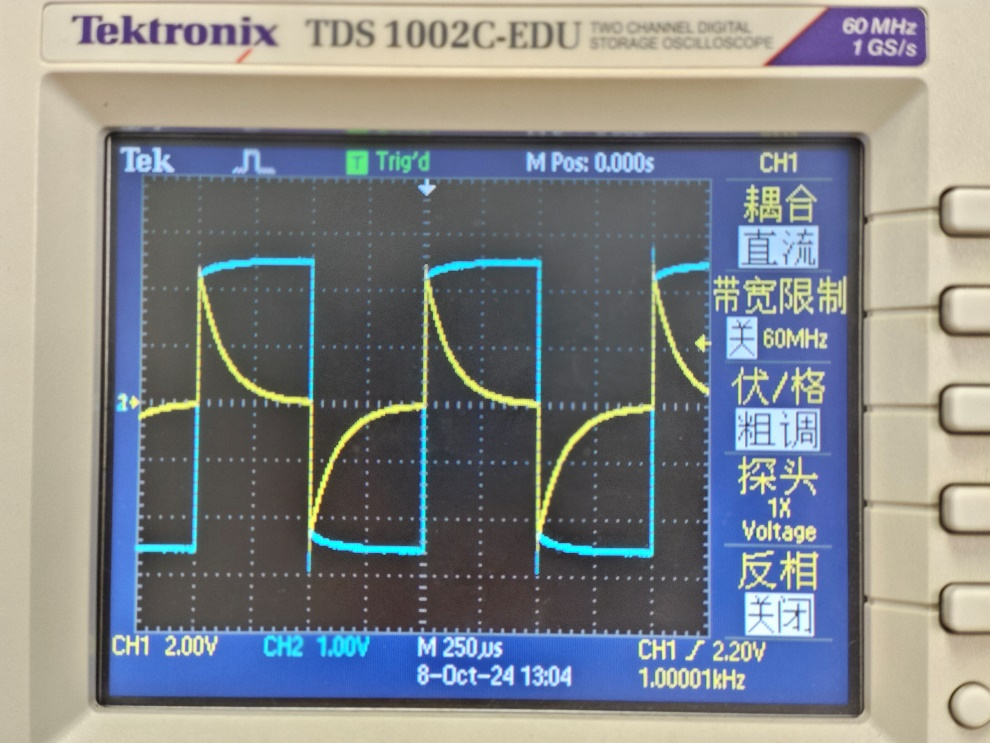 Tektronix TDS 1002C-EDU TWO CHANNEL DIGITAL STORAGE OSCILLOSCOPE 60 MHz 1 GS/s
Tek T Trig'd M Pos: 0.000s CH1
耦合
直流
带宽限制
关 60MHz
伏/格
粗调
探头
1X
Voltage
反相
关闭
CH1 2.00V CH2 1.00V M 250µs CH1 2.20V
8-Oct-24 13:04 1.00001kHz